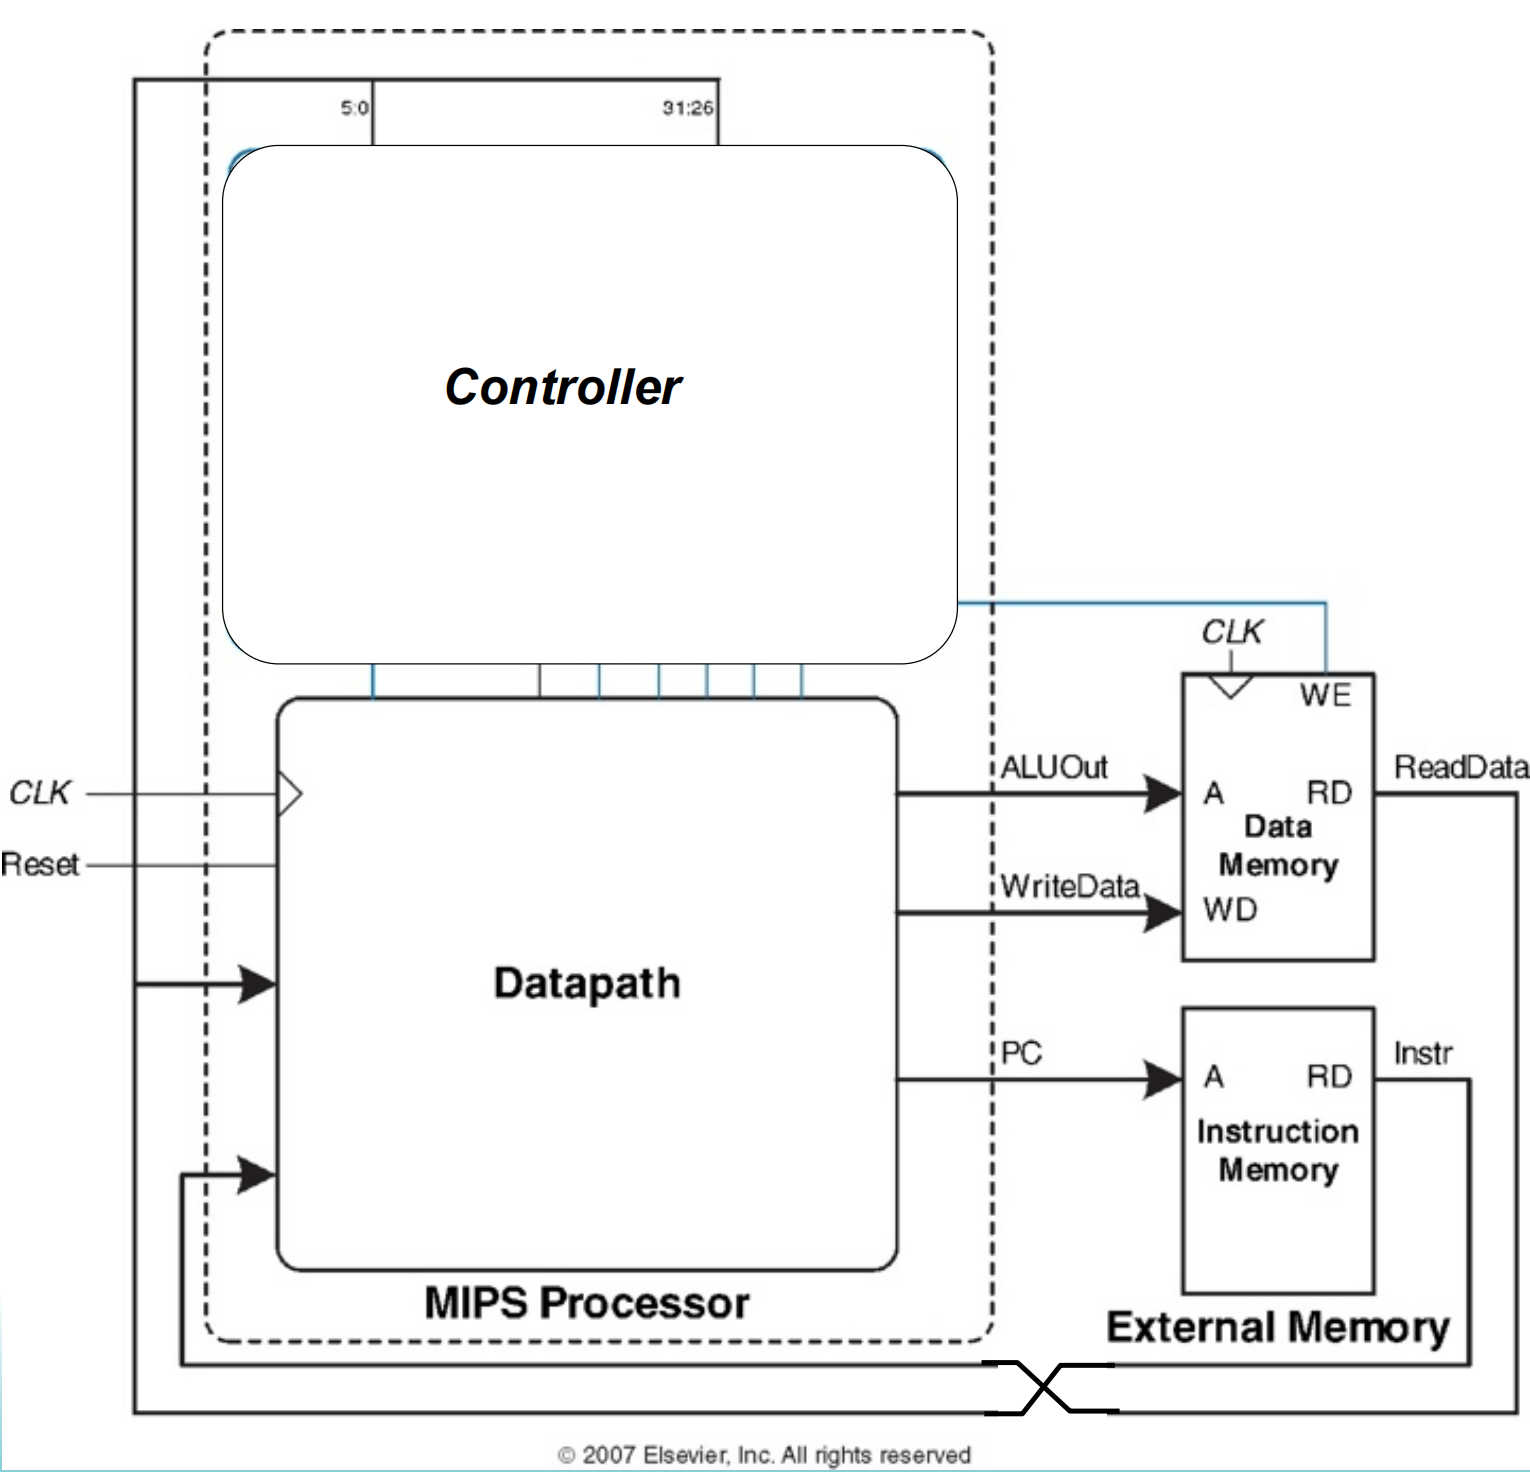 5:0
31:26
Controller
CLK
WE
CLK
Reset
ALUOut
ReadData
A
RD
Data
Memory
WriteData
WD
Datapath
PC
Instr
A
RD
Instruction
Memory
MIPS Processor
External Memory
© 2007 Elsevier, Inc. All rights reserved